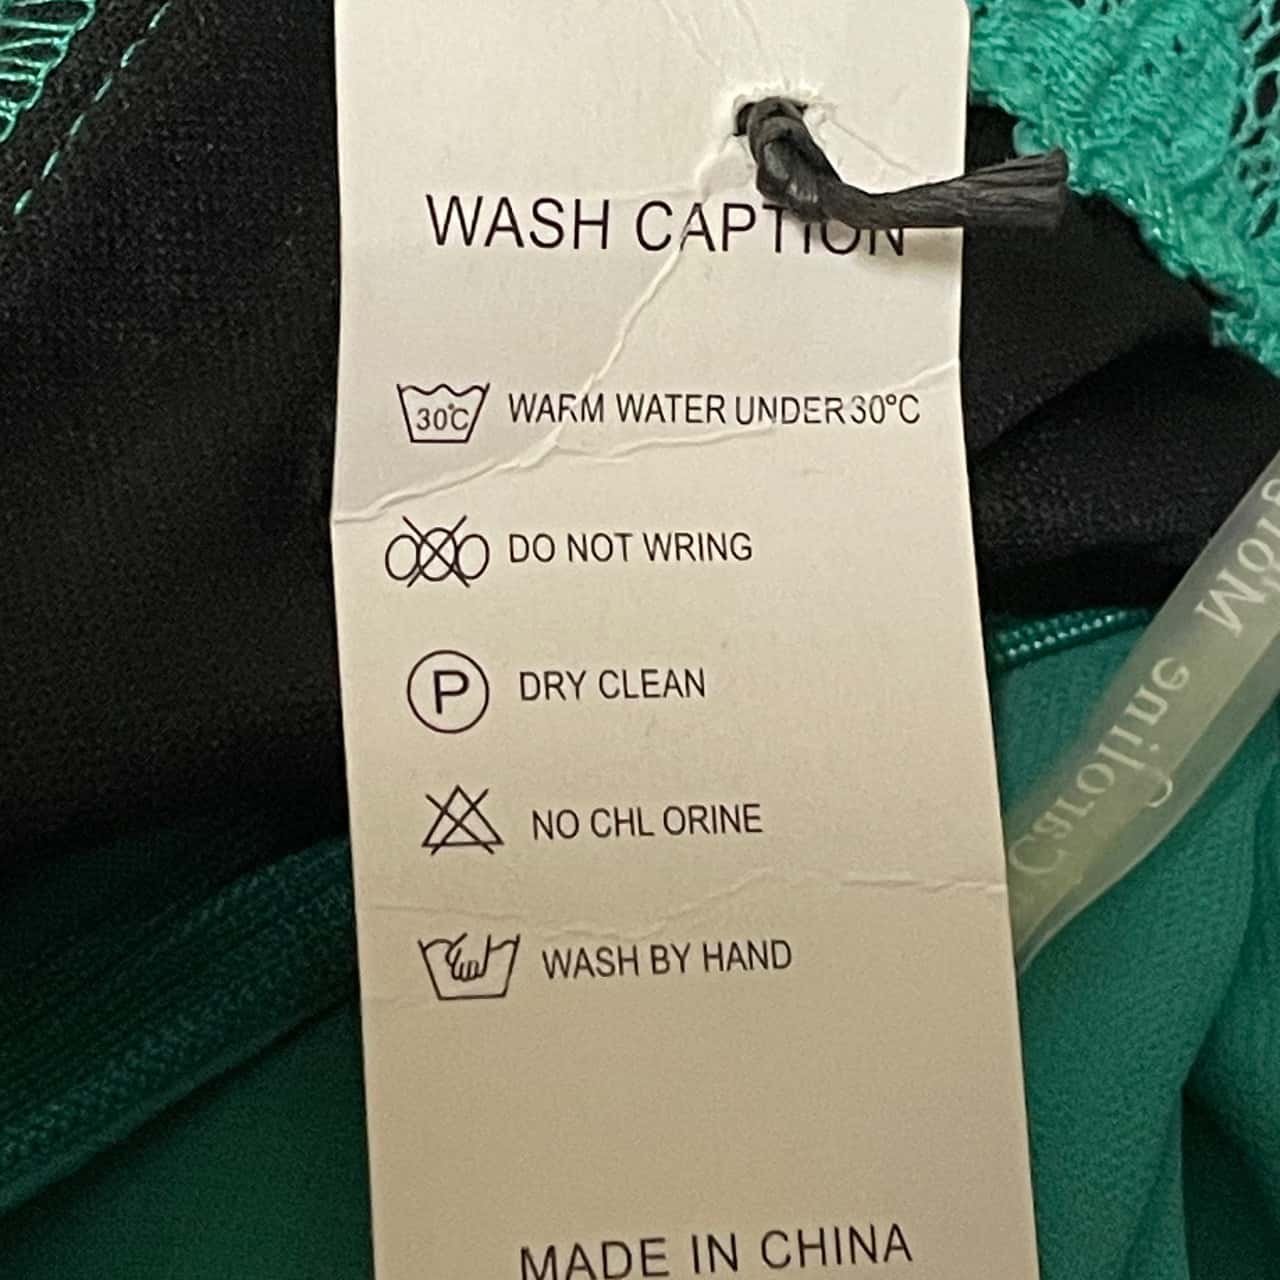 WASH CAPTION
30°C WARM WATER UNDER 30°C
DO NOT WRING
P DRY CLEAN
NO CHL ORINE
WASH BY HAND
MADE IN CHINA
Caroline